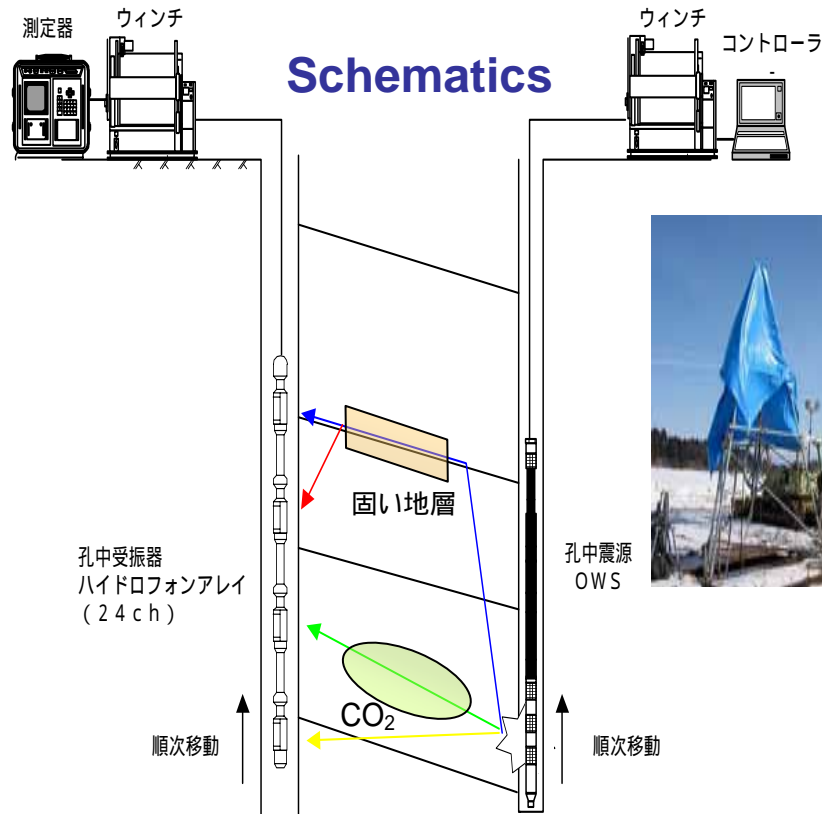 測定器
ウィンチ
Schematics
ウィンチ
コントローラ
固い地層
孔中受振器
ハイドロフォンアレイ
(24ch)
孔中震源
OWS
CO₂
順次移動
順次移動